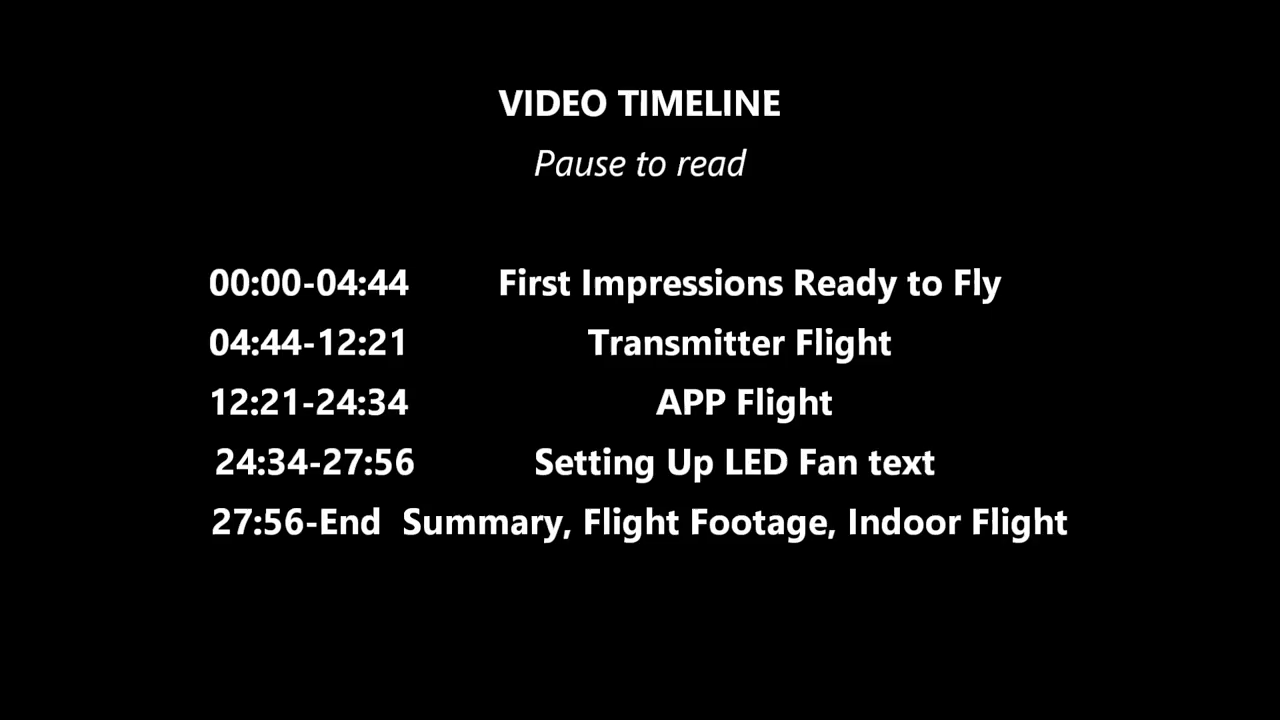 VIDEO TIMELINE
Pause to read
00:00-04:44 First Impressions Ready to Fly
04:44-12:21 Transmitter Flight
12:21-24:34 APP Flight
24:34-27:56 Setting Up LED Fan text
27:56-End Summary, Flight Footage, Indoor Flight